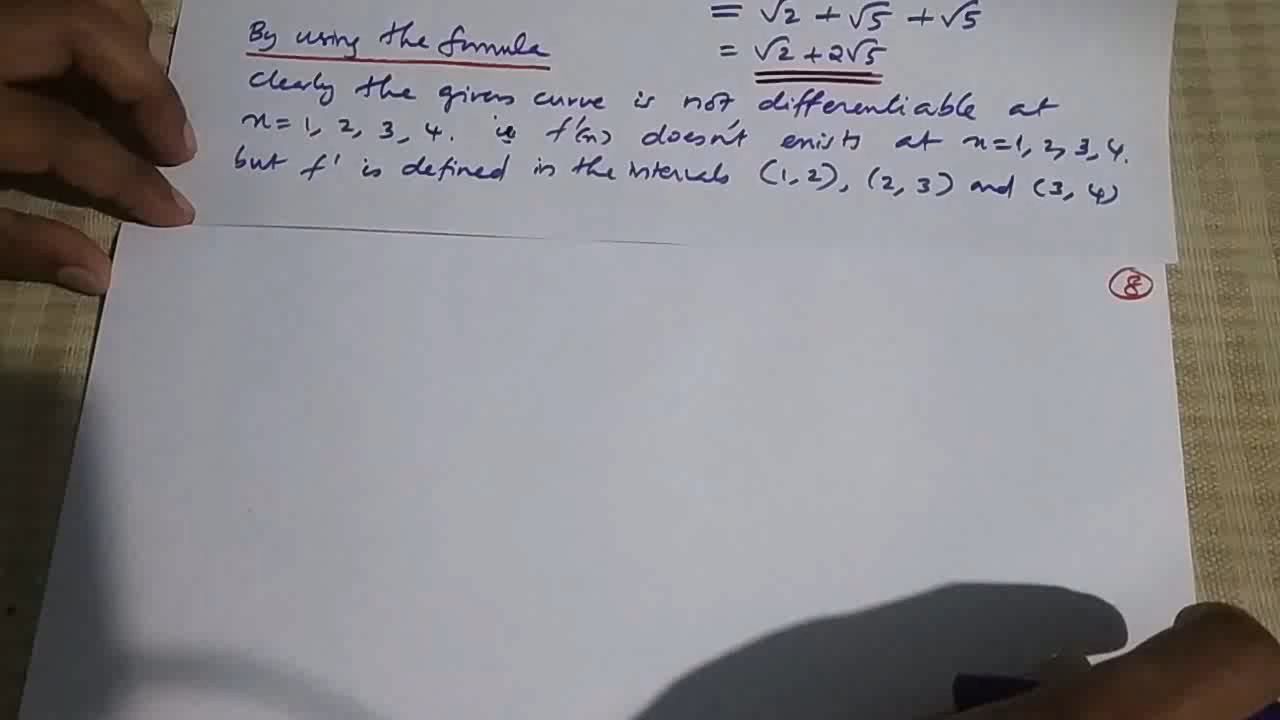 = √2 + √5 + √5
By using the formula
= √2 + 2√5
Clearly the given curve is not differentiable at
x = 1, 2, 3, 4. ie f'(x) doesn't exists at x = 1, 2, 3, 4.
but f' is defined in the intervals (1, 2), (2, 3) and (3, 4)
8